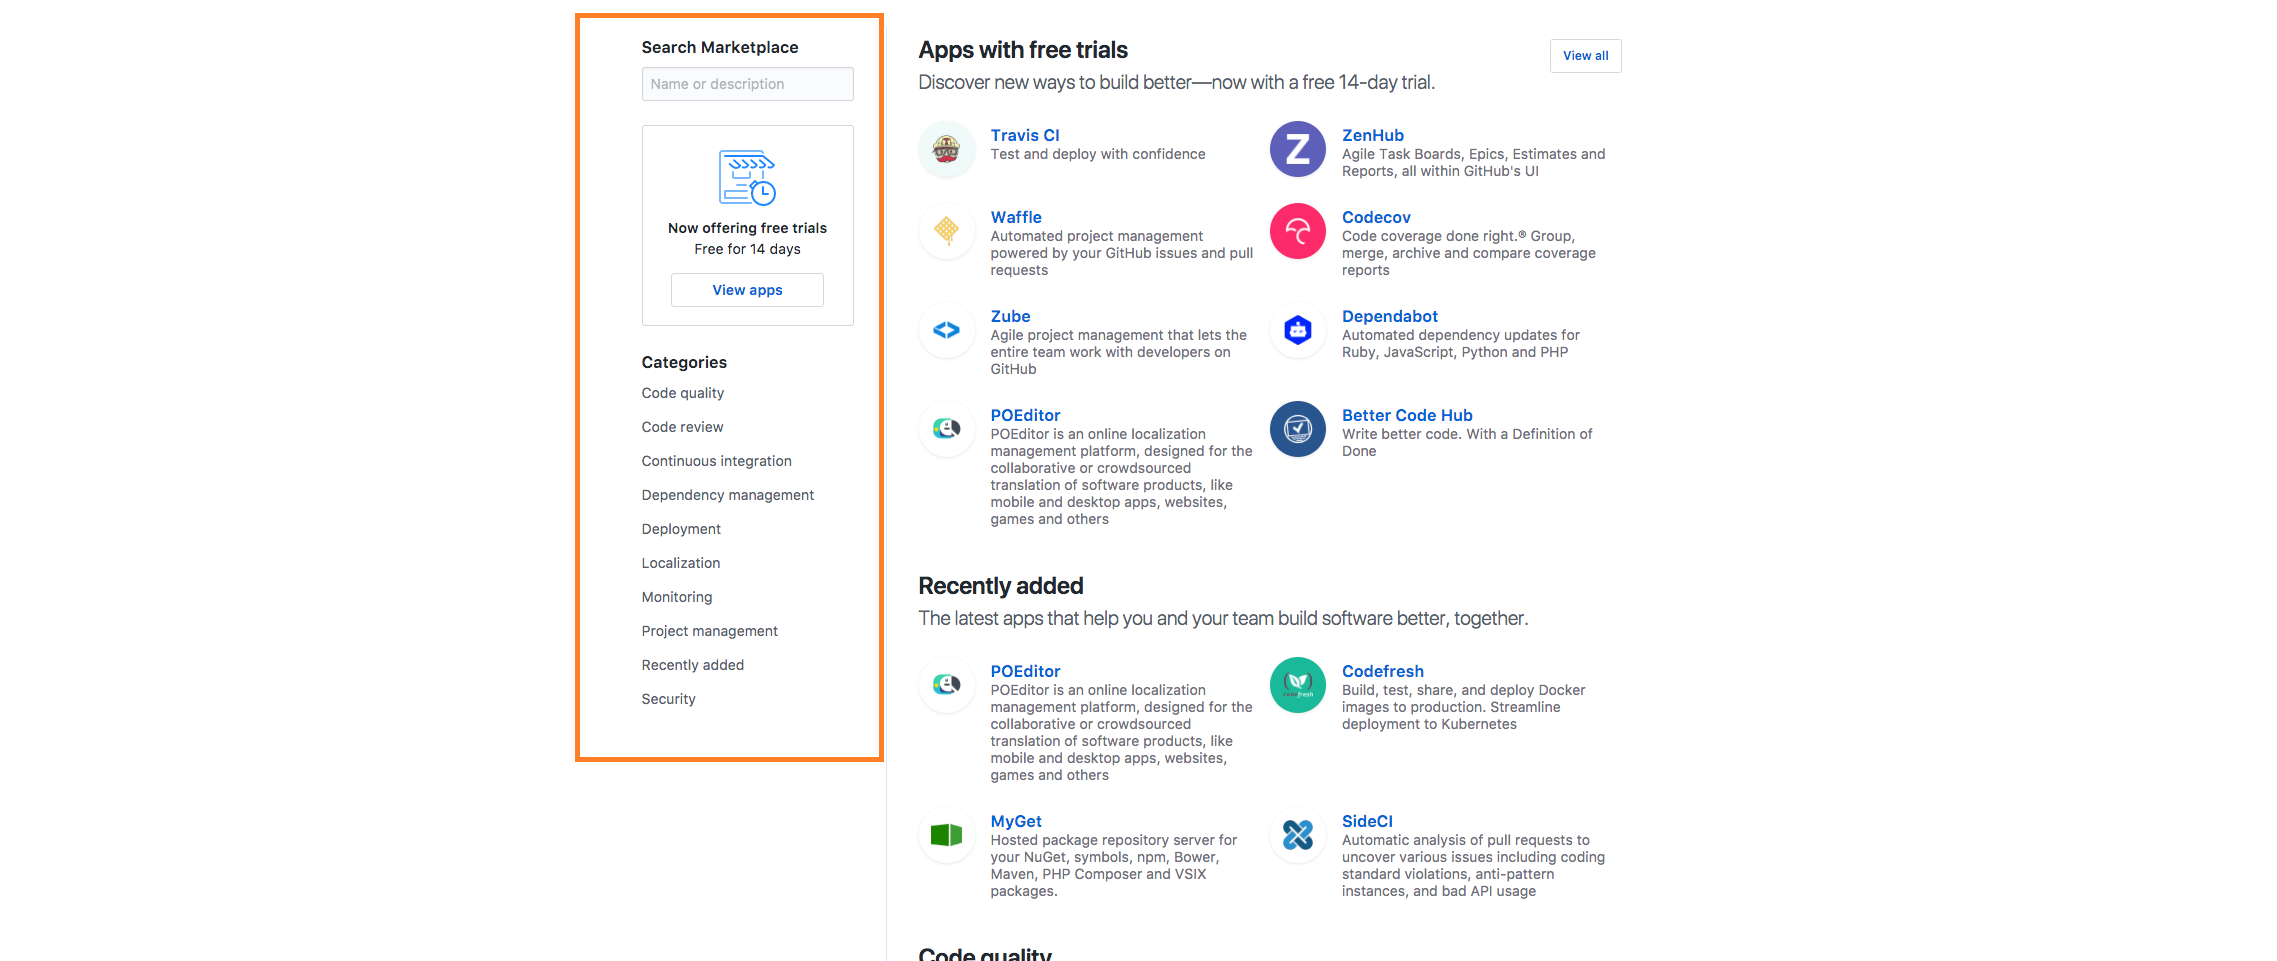 Search Marketplace
Name or description
Now offering free trials
Free for 14 days
View apps
Categories
Code quality
Code review
Continuous integration
Dependency management
Deployment
Localization
Monitoring
Project management
Recently added
Security
Apps with free trials
View all
Discover new ways to build better—now with a free 14-day trial.
Travis CI
Test and deploy with confidence
Z
ZenHub
Agile Task Boards, Epics, Estimates and
Reports, all within GitHub's UI
Waffle
Automated project management
powered by your GitHub issues and pull
requests
Codecov
Code coverage done right.® Group,
merge, archive and compare coverage
reports
Zube
Agile project management that lets the
entire team work with developers on
GitHub
Dependabot
Automated dependency updates for
Ruby, JavaScript, Python and PHP
POEditor
POEditor is an online localization
management platform, designed for the
collaborative or crowdsourced
translation of software products, like
mobile and desktop apps, websites,
games and others
Better Code Hub
Write better code. With a Definition of
Done
Recently added
The latest apps that help you and your team build software better, together.
POEditor
POEditor is an online localization
management platform, designed for the
collaborative or crowdsourced
translation of software products, like
mobile and desktop apps, websites,
games and others
codefresh
Codefresh
Build, test, share, and deploy Docker
images to production. Streamline
deployment to Kubernetes
MyGet
Hosted package repository server for
your NuGet, symbols, npm, Bower,
Maven, PHP Composer and VSIX
packages.
SideCI
Automatic analysis of pull requests to
uncover various issues including coding
standard violations, anti-pattern
instances, and bad API usage
Code quality